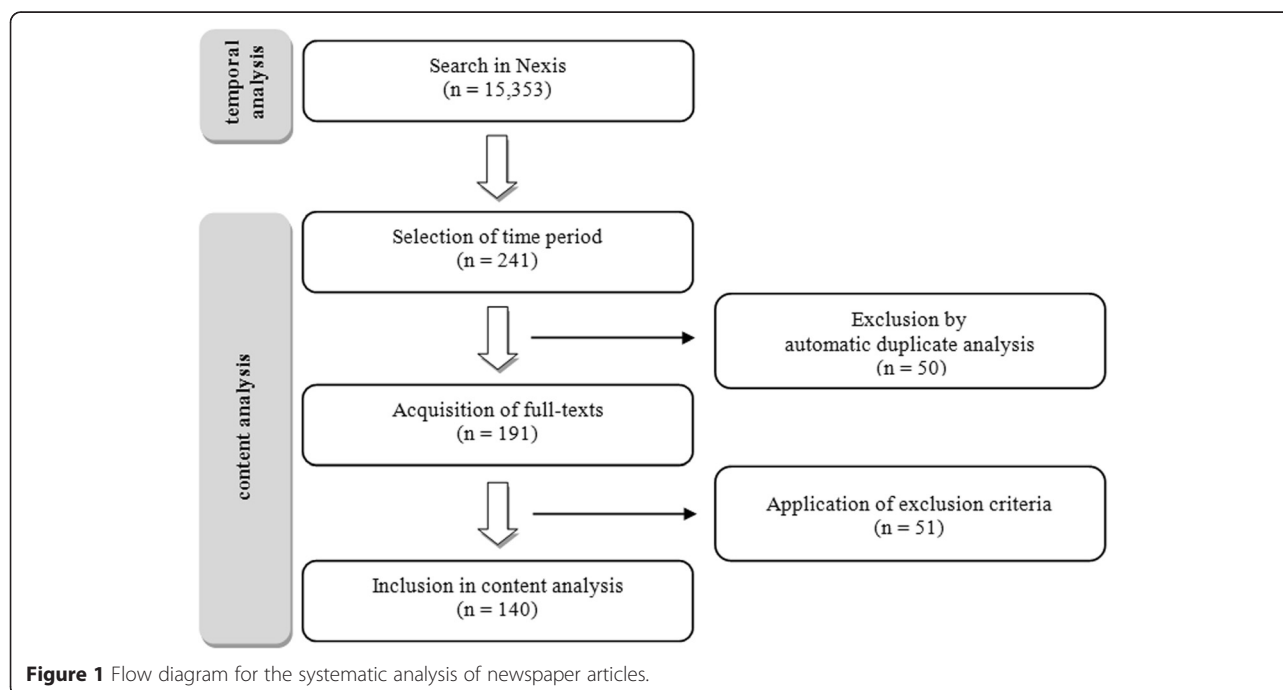 temporal
analysis
Search in Nexis
(n = 15,353)
content analysis
Selection of time period
(n = 241)
Exclusion by
automatic duplicate analysis
(n = 50)
Acquisition of full-texts
(n = 191)
Application of exclusion criteria
(n = 51)
Inclusion in content analysis
(n = 140)
Figure 1 Flow diagram for the systematic analysis of newspaper articles.